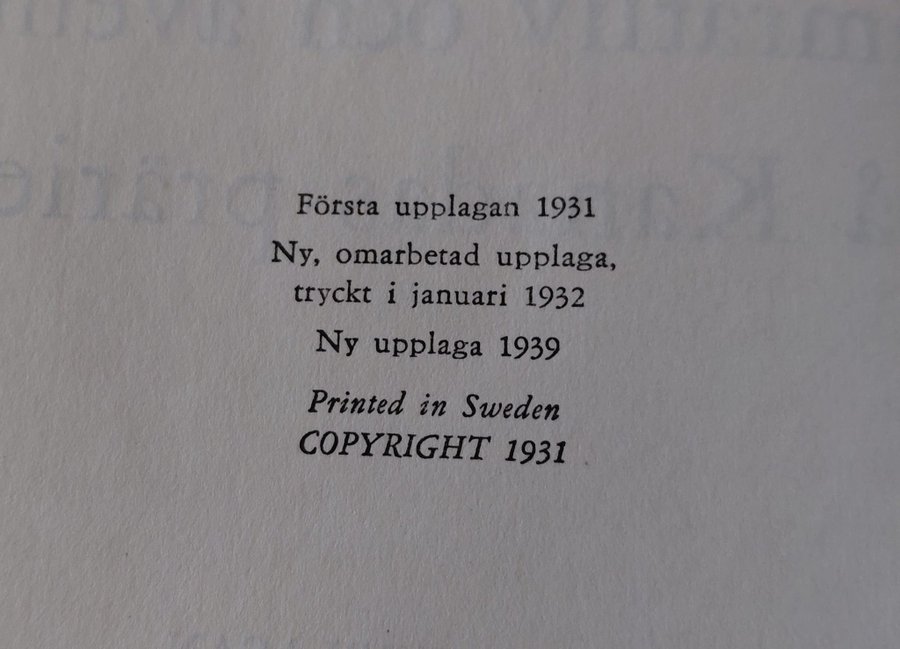 Första upplagan 1931
Ny, omarbetad upplaga,
tryckt i januari 1932
Ny upplaga 1939
Printed in Sweden
COPYRIGHT 1931